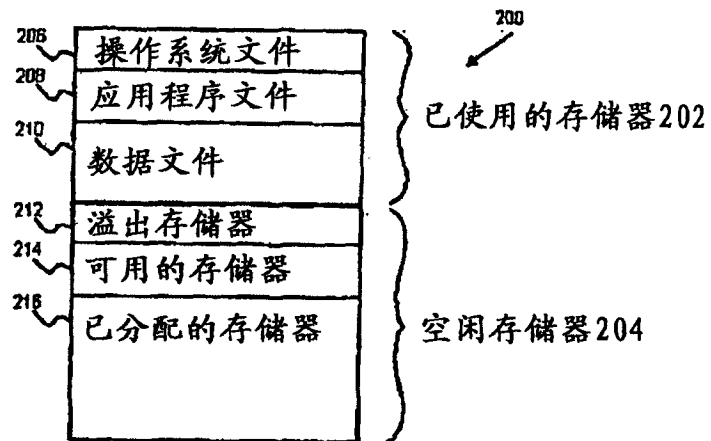 200
206 操作系统文件
208 应用程序文件
已使用的存储器202
210 数据文件
212 溢出存储器
214 可用的存储器
216 已分配的存储器
空闲存储器204